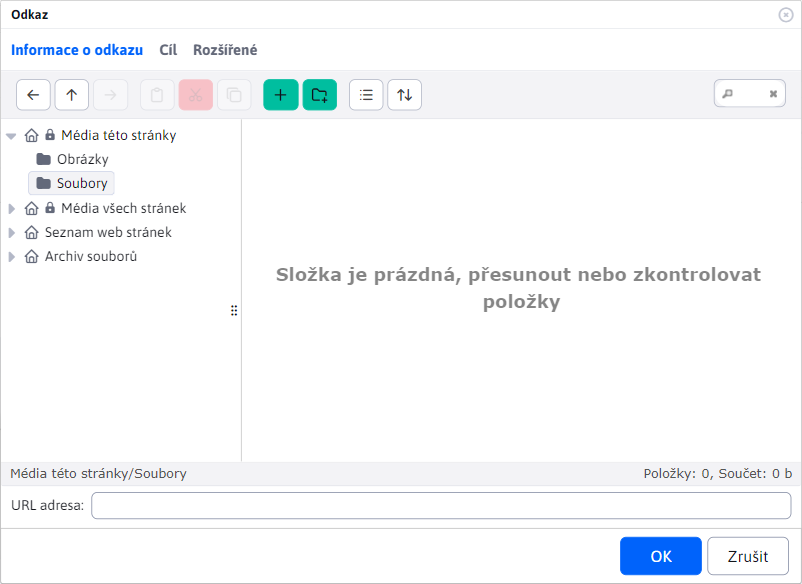 Odkaz
Informace o odkazu Cíl Rozšířené
Média této stránky
Obrázky
Soubory
Média všech stránek
Seznam web stránek
Archiv souborů
Složka je prázdná, přesunout nebo zkontrolovat
položky
Média této stránky/Soubory Položky: 0, Součet: 0 b
URL adresa:
OK Zrušit